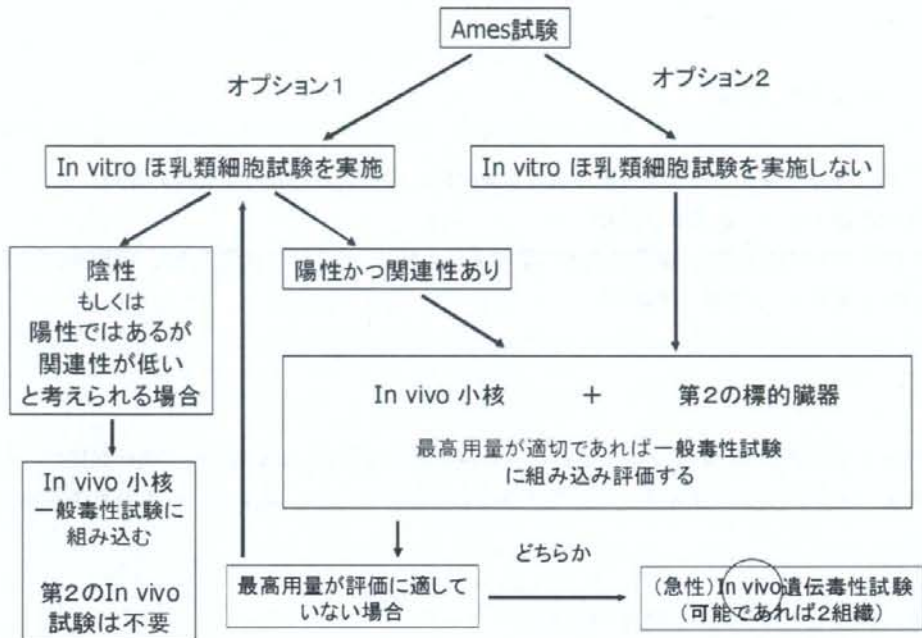 Ames試験
オプション1
オプション2
In vitro ほ乳類細胞試験を実施
In vitro ほ乳類細胞試験を実施しない
陰性
もしくは
陽性ではあるが
関連性が低い
と考えられる場合
陽性かつ関連性あり
In vivo 小核 + 第2の標的臓器
最高用量が適切であれば一般毒性試験
に組み込み評価する
In vivo 小核
一般毒性試験に
組み込む
第2のIn vivo
試験は不要
最高用量が評価に適して
いない場合
どちらか
(急性)In vivo遺伝毒性試験
(可能であれば2組織)